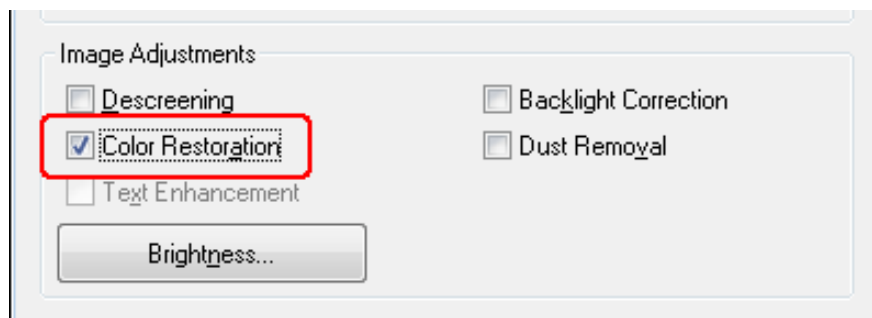 Image Adjustments
Descreening
Backlight Correction
Color Restoration
Dust Removal
Text Enhancement
Brightness...